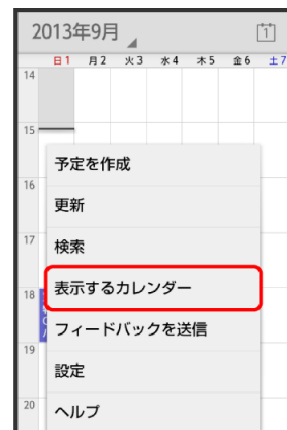 2013年9月
1
日1 月2 火3 水4 木5 金6 土7
14
15
16
17
18
19
20
予定を作成
更新
検索
表示するカレンダー
フィードバックを送信
設定
ヘルプ